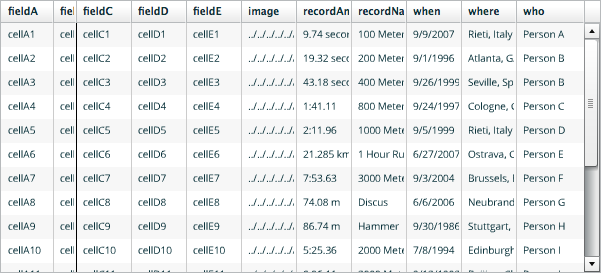 fieldA field fieldC fieldD fieldE image recordAn recordNa when where who
cellA1 cell cellC1 cellD1 cellE1 ../../../../../ 9.74 secon 100 Meter 9/9/2007 Rieti, Italy Person A
cellA2 cell cellC2 cellD2 cellE2 ../../../../../ 19.32 sec 200 Meter 9/1/1996 Atlanta, G Person B
cellA3 cell cellC3 cellD3 cellE3 ../../../../../ 43.18 sec 400 Meter 9/26/1999 Seville, Sp Person B
cellA4 cell cellC4 cellD4 cellE4 ../../../../../ 1:41.11 800 Meter 9/24/1997 Cologne, Person C
cellA5 cell cellC5 cellD5 cellE5 ../../../../../ 2:11.96 1000 Mete 9/5/1999 Rieti, Italy Person D
cellA6 cell cellC6 cellD6 cellE6 ../../../../../ 21.285 km 1 Hour Ru 6/27/2007 Ostrava, C Person E
cellA7 cell cellC7 cellD7 cellE7 ../../../../../ 7:53.63 3000 Mete 9/3/2004 Brussels, Person F
cellA8 cell cellC8 cellD8 cellE8 ../../../../../ 74.08 m Discus 6/6/2006 Neubrand Person G
cellA9 cell cellC9 cellD9 cellE9 ../../../../../ 86.74 m Hammer 9/30/1986 Stuttgart, Person H
cellA10 cell cellC10 cellD10 cellE10 ../../../../../ 5:25.36 2000 Mete 7/8/1994 Edinburgh Person I